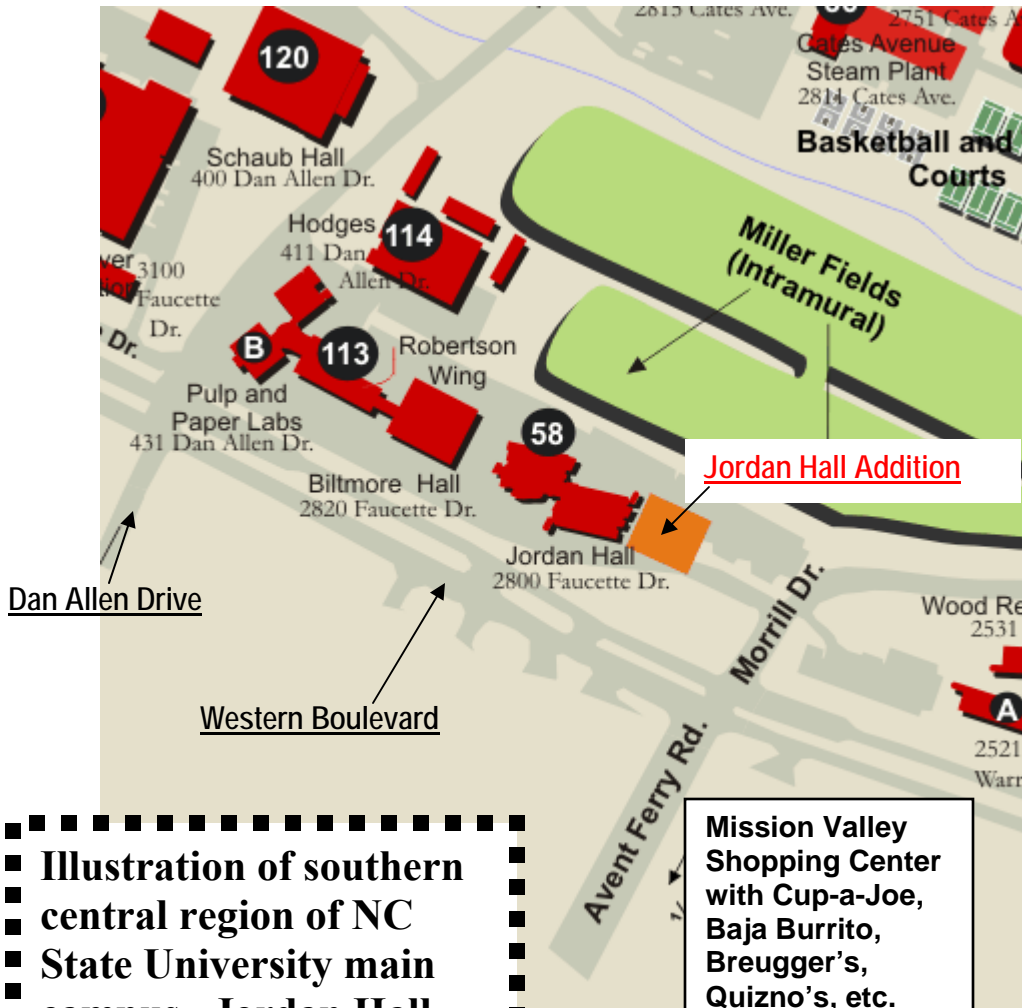 2815 Cates Ave.
2751 Cates A
Cates Avenue
Steam Plant
2811 Cates Ave.
120
Basketball and
Courts
Schaub Hall
400 Dan Allen Dr.
Hodges
114
411 Dan
Allen Dr.
Miller Fields
(Intramural)
3100
Faucette
Dr.
Dr.
B
113
Robertson
Wing
Pulp and
Paper Labs
431 Dan Allen Dr.
58
Jordan Hall Addition
Biltmore Hall
2820 Faucette Dr.
Jordan Hall
2800 Faucette Dr.
Dan Allen Drive
Morrill Dr.
Wood Re
2531
A
Western Boulevard
2521
Warr
Avent Ferry Rd.
Mission Valley
Shopping Center
with Cup-a-Joe,
Baja Burrito,
Breugger's,
Quizno's, etc.
Illustration of southern
central region of NC
State University main
campus Jordan Hall